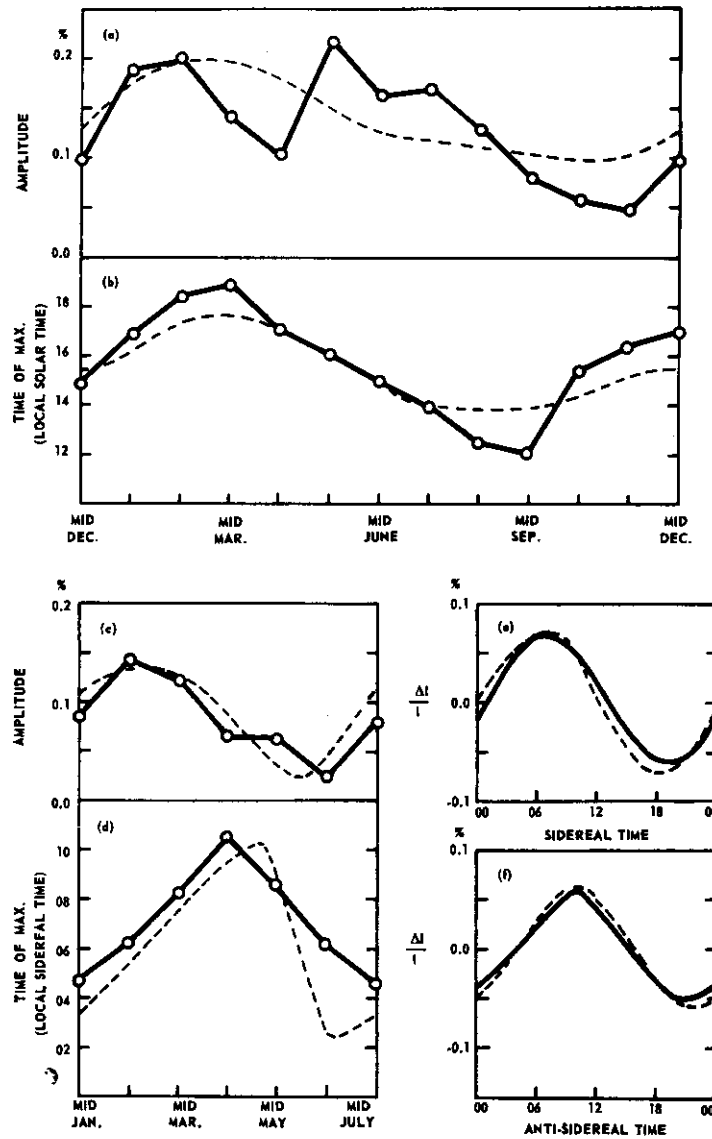 %
(a)
0.2
0.1
0.0
AMPLITUDE
(b)
18
16
14
12
TIME OF MAX.
(LOCAL SOLAR TIME)
MID DEC.
MID MAR.
MID JUNE
MID SEP.
MID DEC.
%
(c)
0.2
0.1
0.0
AMPLITUDE
(d)
10
08
06
04
02
TIME OF MAX.
(LOCAL SIDEREAL TIME)
MID JAN.
MID MAR.
MID MAY
MID JULY
%
(e)
0.1
0.0
-0.1
ΔI
I
00 06 12 18 00
SIDEREAL TIME
%
(f)
0.1
0.0
-0.1
ΔI
I
00 06 12 18 00
ANTI-SIDEREAL TIME